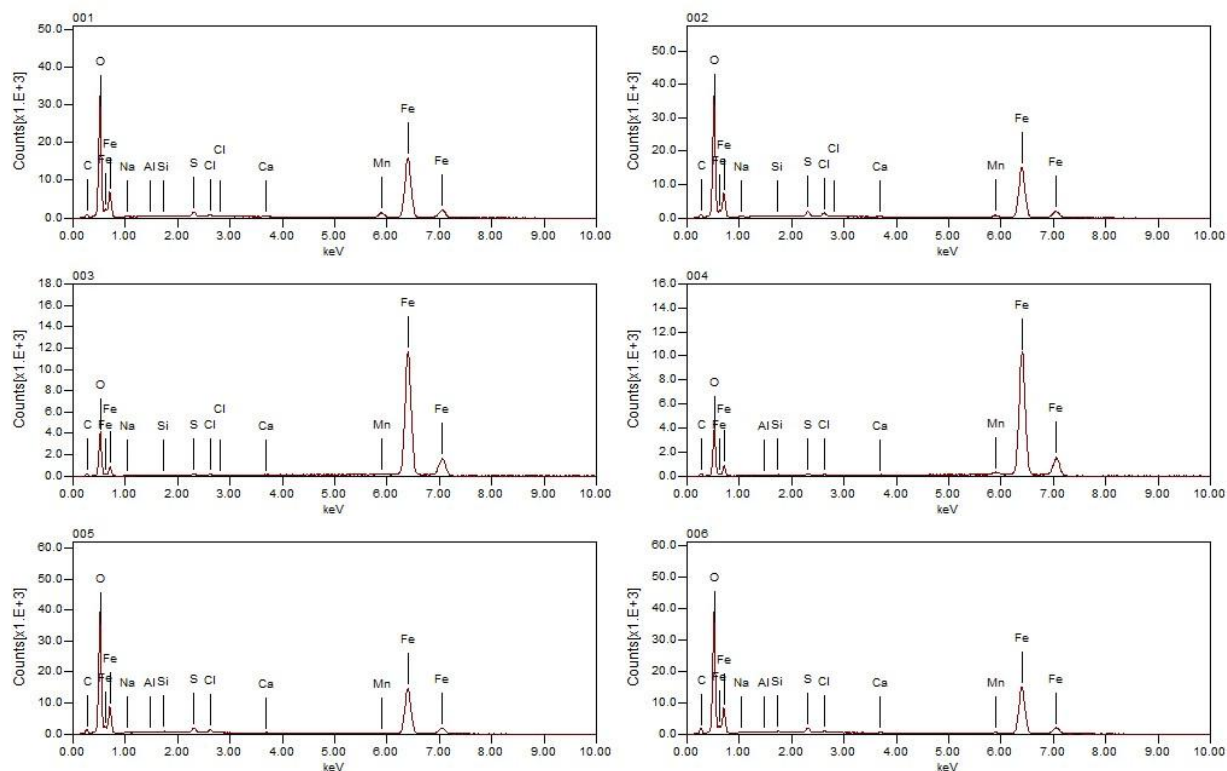 001
Counts[x1.E+3]
50.0
40.0
30.0
20.0
10.0
0.0
O
Fe
Fe
C
Na
Al
Si
S
Cl
Cl
Ca
Mn
Fe
Fe
0.00 1.00 2.00 3.00 4.00 5.00 6.00 7.00 8.00 9.00 10.00
keV
002
Counts[x1.E+3]
50.0
40.0
30.0
20.0
10.0
0.0
O
Fe
Fe
C
Na
Si
S
Cl
Cl
Ca
Mn
Fe
Fe
0.00 1.00 2.00 3.00 4.00 5.00 6.00 7.00 8.00 9.00 10.00
keV
003
Counts[x1.E+3]
18.0
16.0
14.0
12.0
10.0
8.0
6.0
4.0
2.0
0.0
O
Fe
C
Fe
Na
Si
S
Cl
Cl
Ca
Mn
Fe
Fe
0.00 1.00 2.00 3.00 4.00 5.00 6.00 7.00 8.00 9.00 10.00
keV
004
Counts[x1.E+3]
16.0
14.0
12.0
10.0
8.0
6.0
4.0
2.0
0.0
O
Fe
C
Fe
Al
Si
S
Cl
Ca
Mn
Fe
Fe
0.00 1.00 2.00 3.00 4.00 5.00 6.00 7.00 8.00 9.00 10.00
keV
005
Counts[x1.E+3]
60.0
50.0
40.0
30.0
20.0
10.0
0.0
O
Fe
C
Fe
Na
Al
Si
S
Cl
Ca
Mn
Fe
Fe
0.00 1.00 2.00 3.00 4.00 5.00 6.00 7.00 8.00 9.00 10.00
keV
006
Counts[x1.E+3]
60.0
50.0
40.0
30.0
20.0
10.0
0.0
O
Fe
C
Fe
Na
Al
Si
S
Cl
Ca
Mn
Fe
Fe
0.00 1.00 2.00 3.00 4.00 5.00 6.00 7.00 8.00 9.00 10.00
keV